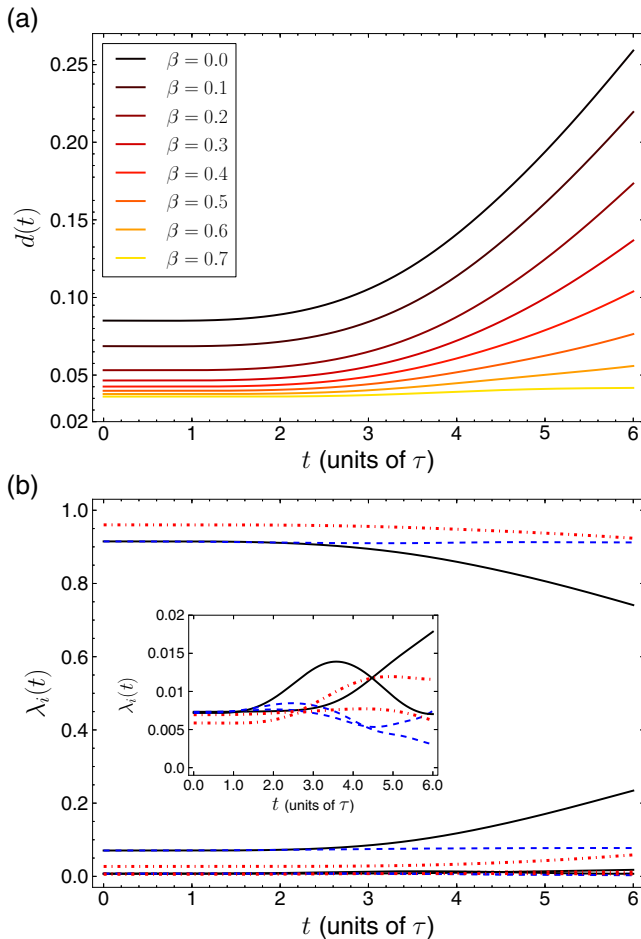 (a)
0.25
0.20
0.15
0.10
0.05
0.02
d(t)
β = 0.0
β = 0.1
β = 0.2
β = 0.3
β = 0.4
β = 0.5
β = 0.6
β = 0.7
0 1 2 3 4 5 6
t (units of τ)
(b)
1.0
0.8
0.6
0.4
0.2
0.0
λᵢ(t)
0.02
0.015
0.01
0.005
0.0
λᵢ(t)
0.0 1.0 2.0 3.0 4.0 5.0 6.0
t (units of τ)
0 1 2 3 4 5 6
t (units of τ)